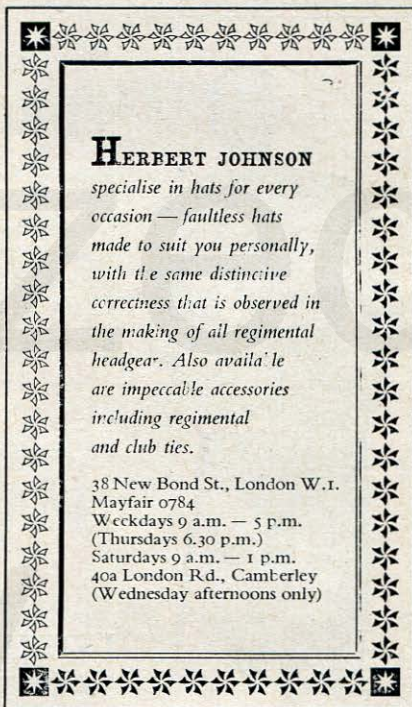 HERBERT JOHNSON
specialise in hats for every
occasion — faultless hats
made to suit you personally,
with the same distinctive
correctness that is observed in
the making of all regimental
headgear. Also available
are impeccable accessories
including regimental
and club ties.
38 New Bond St., London W.1.
Mayfair 0784
Weekdays 9 a.m. — 5 p.m.
(Thursdays 6.30 p.m.)
Saturdays 9 a.m. — 1 p.m.
40a London Rd., Camberley
(Wednesday afternoons only)